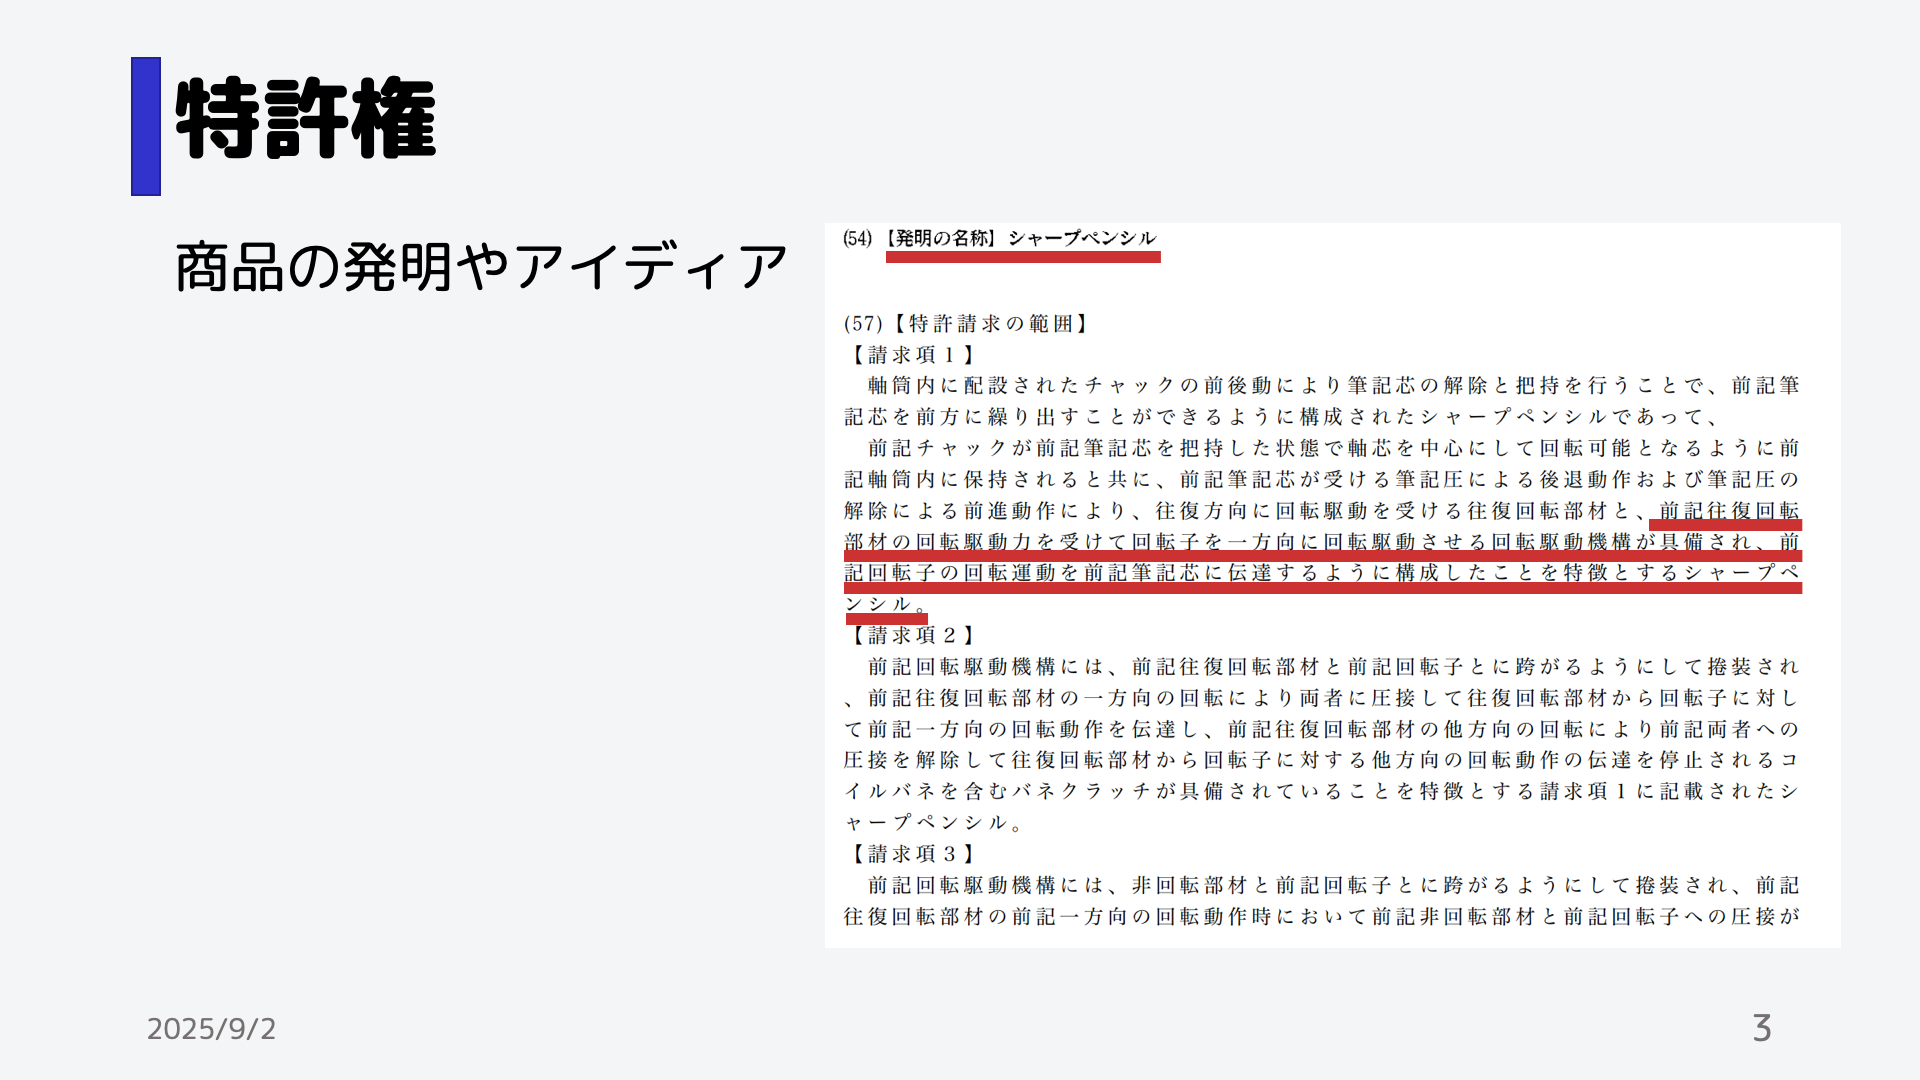 特許権
商品の発明やアイディア
(54) 【発明の名称】シャープペンシル
(57)【特許請求の範囲】
【請求項1】
　軸筒内に配設されたチャックの前後動により筆記芯の解除と把持を行うことで、前記筆
記芯を前方に繰り出すことができるように構成されたシャープペンシルであって、
　前記チャックが前記筆記芯を把持した状態で軸芯を中心にして回転可能となるように前
記軸筒内に保持されると共に、前記筆記芯が受ける筆記圧による後退動作および筆記圧の
解除による前進動作により、往復方向に回転駆動を受ける往復回転部材と、前記往復回転
部材の回転駆動力を受けて回転子を一方向に回転駆動させる回転駆動機構が具備され、前
記回転子の回転運動を前記筆記芯に伝達するように構成したことを特徴とするシャープペ
ンシル。
【請求項2】
　前記回転駆動機構には、前記往復回転部材と前記回転子とに跨がるようにして捲装され
、前記往復回転部材の一方向の回転により両者に圧接して往復回転部材から回転子に対し
て前記一方向の回転動作を伝達し、前記往復回転部材の他方向の回転により前記両者への
圧接を解除して往復回転部材から回転子に対する他方向の回転動作の伝達を停止されるコ
イルバネを含むバネクラッチが具備されていることを特徴とする請求項1に記載されたシ
ャープペンシル。
【請求項3】
　前記回転駆動機構には、非回転部材と前記回転子とに跨がるようにして捲装され、前記
往復回転部材の前記一方向の回転動作時において前記非回転部材と前記回転子への圧接が
2025/9/2
3